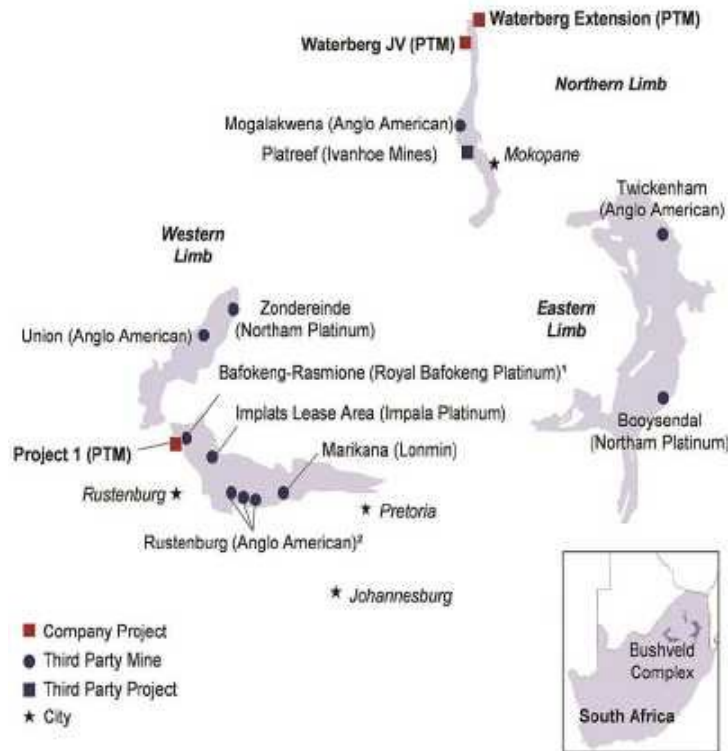 Waterberg Extension (PTM)
Waterberg JV (PTM)
Northern Limb
Mogalakwena (Anglo American)
Platreef (Ivanhoe Mines)
Mokopane
Twickenham
(Anglo American)
Western
Limb
Zondereinde
(Northam Platinum)
Eastern
Limb
Union (Anglo American)
Bafokeng-Rasmione (Royal Bafokeng Platinum)¹
Implats Lease Area (Impala Platinum)
Booysendal
(Northam Platinum)
Project 1 (PTM)
Marikana (Lonmin)
Rustenburg
Pretoria
Rustenburg (Anglo American)²
Johannesburg
Company Project
Third Party Mine
Third Party Project
City
Bushveld
Complex
South Africa